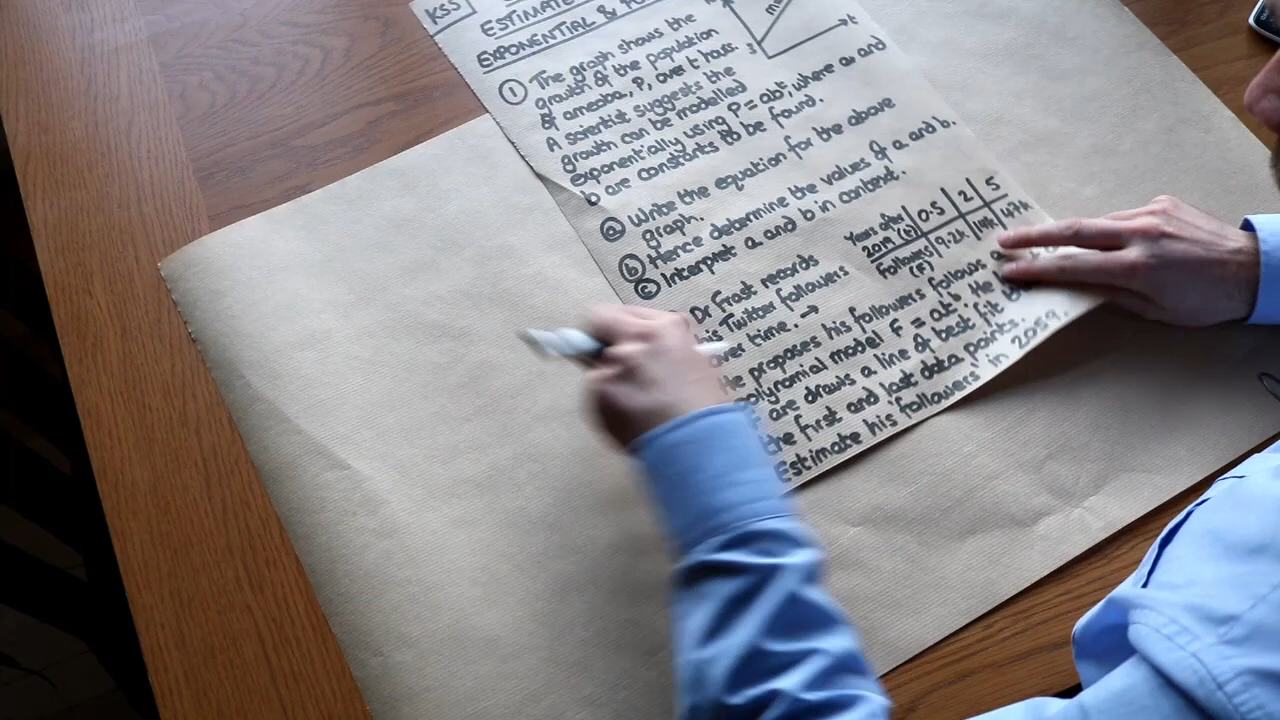 KS5
ESTIMATE
EXPONENTIAL &
① The graph shows the
growth of the population
of amoeba, P, over t hours.
A scientist suggests the
growth can be modelled
exponentially using P = abᵗ, where a and
b are constants to be found.
ⓐ Write the equation for the above
graph.
ⓑ Hence determine the values of a and b.
ⓒ Interpret a and b in context.
3
t
Dr Frost records
his Twitter followers
over time. →
Years after
2019 (t) | 0.5 | 2 | 5
Followers
(F) | 9.2k | 14k | 47k
He proposes his followers follows a
polynomial model F = atᵇ. He
draws a line of best fit
the first and last data points.
Estimate his followers in 2059.